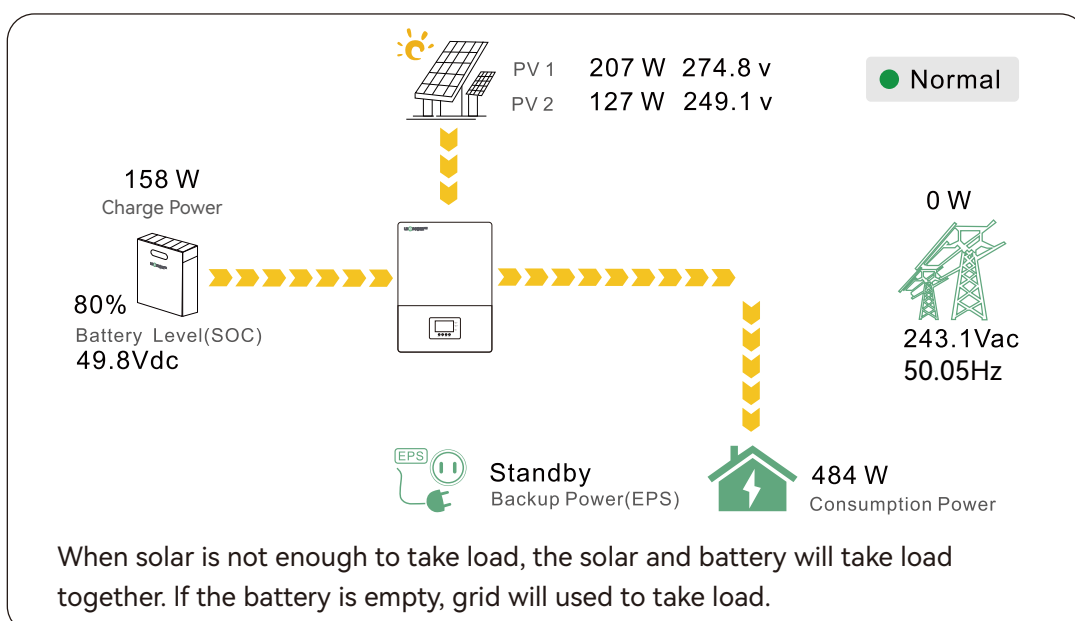 PV 1 207 W 274.8 v
PV 2 127 W 249.1 v
Normal
158 W
Charge Power
80%
Battery Level(SOC)
49.8Vdc
0 W
243.1Vac
50.05Hz
EPS
Standby
Backup Power(EPS)
484 W
Consumption Power
When solar is not enough to take load, the solar and battery will take load
together. If the battery is empty, grid will used to take load.